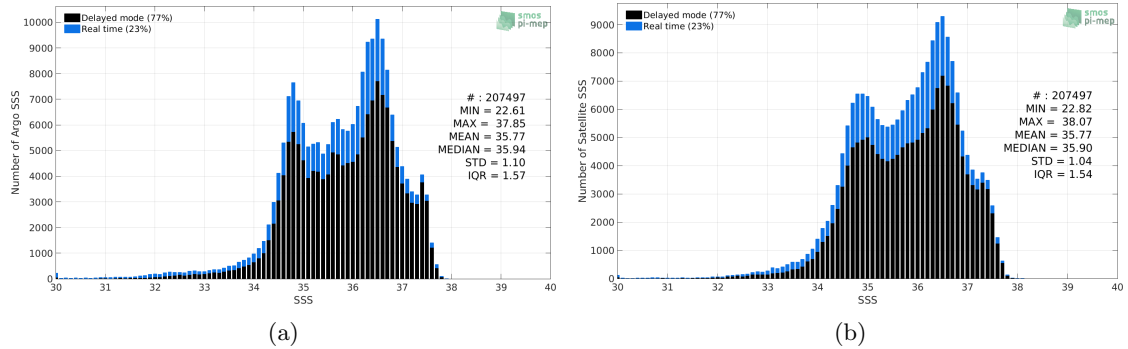 Delayed mode (77%)
Real time (23%)
smos
pi-mep
Number of Argo SSS
10000
9000
8000
7000
6000
5000
4000
3000
2000
1000
0
# : 207497
MIN = 22.61
MAX = 37.85
MEAN = 35.77
MEDIAN = 35.94
STD = 1.10
IQR = 1.57
30 31 32 33 34 35 36 37 38 39 40
SSS
(a)
Delayed mode (77%)
Real time (23%)
smos
pi-mep
Number of Satellite SSS
9000
8000
7000
6000
5000
4000
3000
2000
1000
0
# : 207497
MIN = 22.82
MAX = 38.07
MEAN = 35.77
MEDIAN = 35.90
STD = 1.04
IQR = 1.54
30 31 32 33 34 35 36 37 38 39 40
SSS
(b)